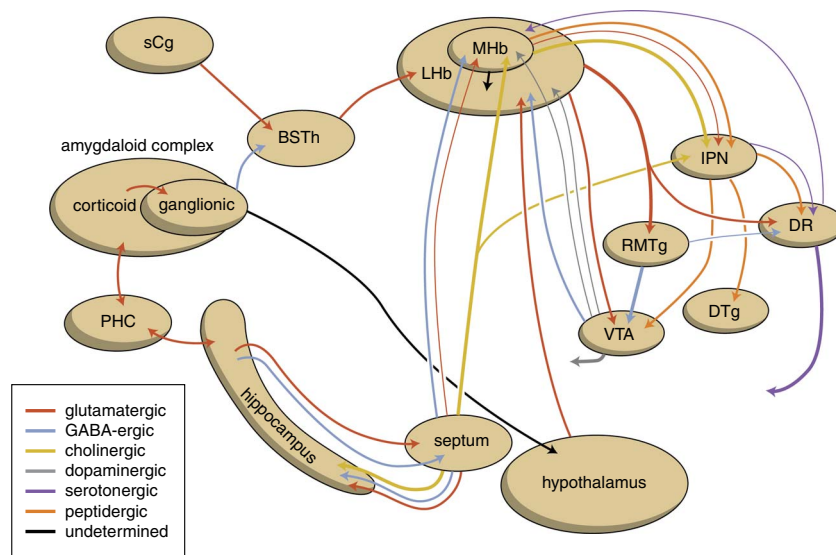 sCg
MHb
LHb
BSTh
amygdaloid complex
corticoid
ganglionic
IPN
DR
RMTg
PHC
DTg
VTA
hippocampus
septum
hypothalamus
glutamatergic
GABA-ergic
cholinergic
dopaminergic
serotonergic
peptidergic
undetermined